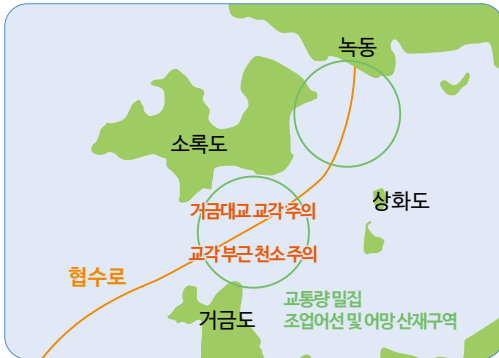 녹동
소록도
상화도
거금대교 교각 주의
교각 부근 천소 주의
협수로
거금도
교통량 밀집
조업어선 및 어망 산재구역